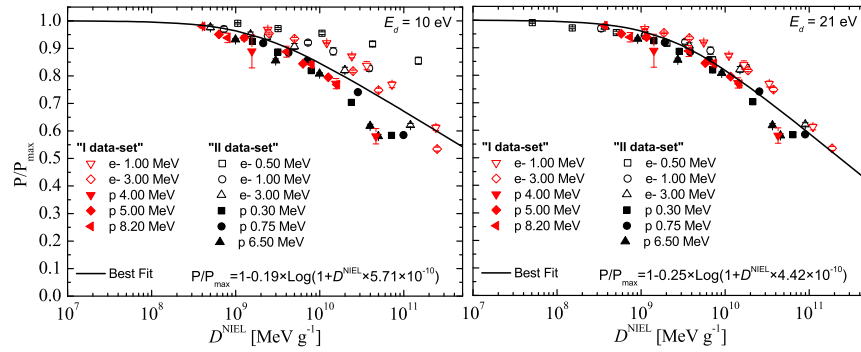 E_d = 10 eV
P/P_max
1.0
0.9
0.8
0.7
0.6
0.5
0.4
0.3
0.2
0.1
0.0
"I data-set"
e- 1.00 MeV
e- 3.00 MeV
p 4.00 MeV
p 5.00 MeV
p 8.20 MeV
"II data-set"
e- 0.50 MeV
e- 1.00 MeV
e- 3.00 MeV
p 0.30 MeV
p 0.75 MeV
p 6.50 MeV
Best Fit
P/P_max=1-0.19×Log(1+D^NIEL×5.71×10^-10)
10^7 10^8 10^9 10^10 10^11
D^NIEL [MeV g^-1]
E_d = 21 eV
"I data-set"
e- 1.00 MeV
e- 3.00 MeV
p 4.00 MeV
p 5.00 MeV
p 8.20 MeV
"II data-set"
e- 0.50 MeV
e- 1.00 MeV
e- 3.00 MeV
p 0.30 MeV
p 0.75 MeV
p 6.50 MeV
Best Fit
P/P_max=1-0.25×Log(1+D^NIEL×4.42×10^-10)
10^7 10^8 10^9 10^10 10^11
D^NIEL [MeV g^-1]